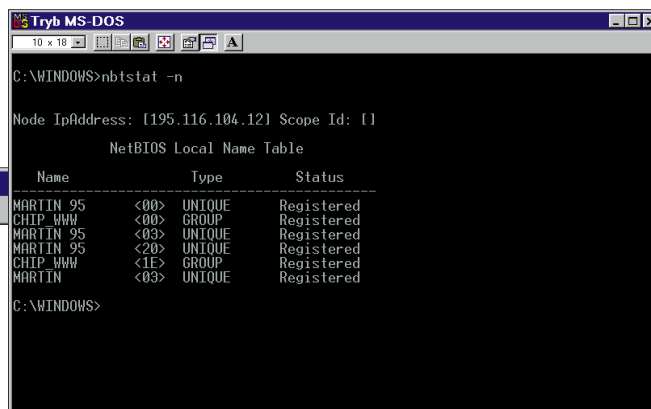 Tryb MS-DOS
10 x 18 A
C:\WINDOWS>nbtstat -n
Node IpAddress: [195.116.104.12] Scope Id: []
NetBIOS Local Name Table
Name Type Status
---------------------------------------------
MARTIN 95 <00> UNIQUE Registered
CHIP_WWW <00> GROUP Registered
MARTIN 95 <03> UNIQUE Registered
MARTIN 95 <20> UNIQUE Registered
CHIP_WWW <1E> GROUP Registered
MARTIN <03> UNIQUE Registered
C:\WINDOWS>